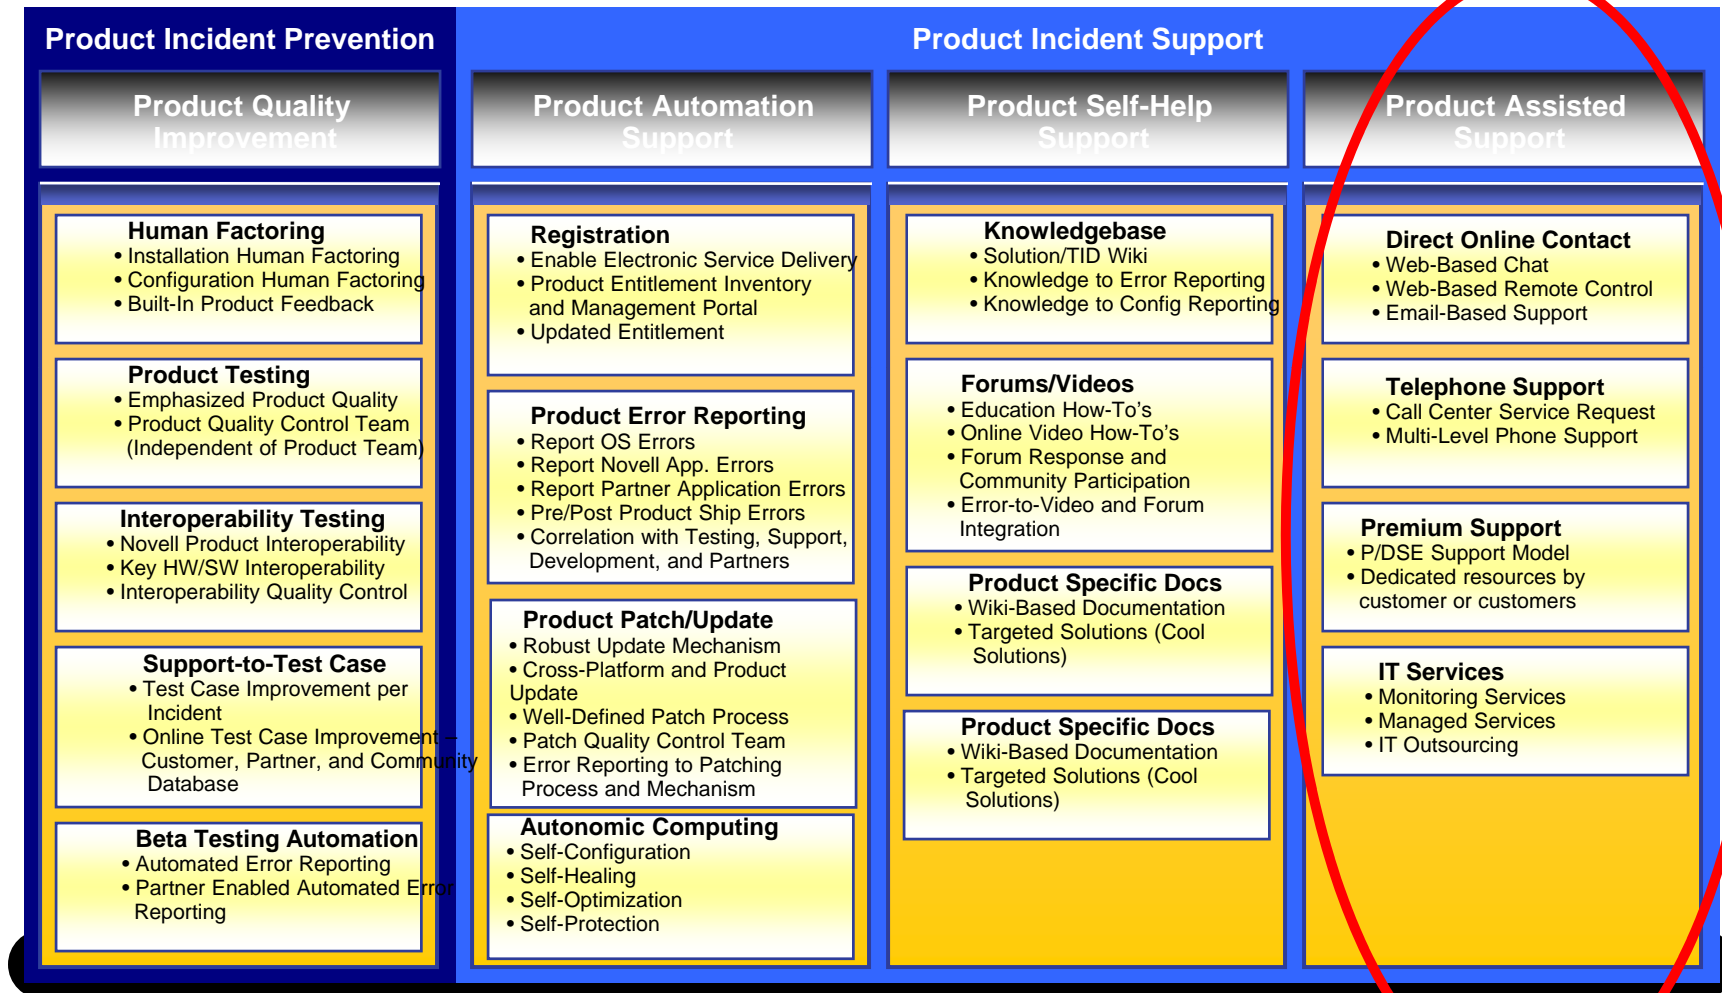 Product Incident Prevention
Product Incident Support
Product Quality
Improvement
Human Factoring
• Installation Human Factoring
• Configuration Human Factoring
• Built-In Product Feedback
Product Testing
• Emphasized Product Quality
• Product Quality Control Team
(Independent of Product Team)
Interoperability Testing
• Novell Product Interoperability
• Key HW/SW Interoperability
• Interoperability Quality Control
Support-to-Test Case
• Test Case Improvement per
Incident
• Online Test Case Improvement –
Customer, Partner, and Community
Database
Beta Testing Automation
• Automated Error Reporting
• Partner Enabled Automated Error
Reporting
Product Automation
Support
Registration
• Enable Electronic Service Delivery
• Product Entitlement Inventory
and Management Portal
• Updated Entitlement
Product Error Reporting
• Report OS Errors
• Report Novell App. Errors
• Report Partner Application Errors
• Pre/Post Product Ship Errors
• Correlation with Testing, Support,
Development, and Partners
Product Patch/Update
• Robust Update Mechanism
• Cross-Platform and Product
Update
• Well-Defined Patch Process
• Patch Quality Control Team
• Error Reporting to Patching
Process and Mechanism
Autonomic Computing
• Self-Configuration
• Self-Healing
• Self-Optimization
• Self-Protection
Product Self-Help
Support
Knowledgebase
• Solution/TID Wiki
• Knowledge to Error Reporting
• Knowledge to Config Reporting
Forums/Videos
• Education How-To's
• Online Video How-To's
• Forum Response and
Community Participation
• Error-to-Video and Forum
Integration
Product Specific Docs
• Wiki-Based Documentation
• Targeted Solutions (Cool
Solutions)
Product Specific Docs
• Wiki-Based Documentation
• Targeted Solutions (Cool
Solutions)
Product Assisted
Support
Direct Online Contact
• Web-Based Chat
• Web-Based Remote Control
• Email-Based Support
Telephone Support
• Call Center Service Request
• Multi-Level Phone Support
Premium Support
• P/DSE Support Model
• Dedicated resources by
customer or customers
IT Services
• Monitoring Services
• Managed Services
• IT Outsourcing